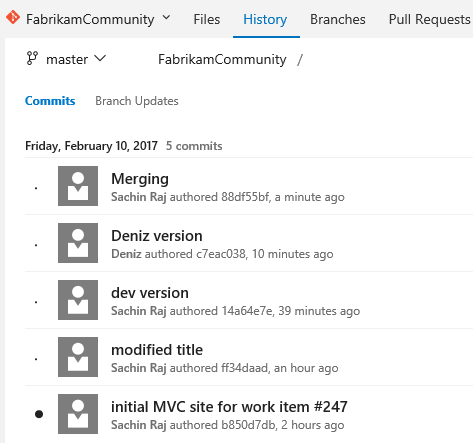 FabrikamCommunity Files History Branches Pull Requests
master FabrikamCommunity /
Commits Branch Updates
Friday, February 10, 2017 5 commits
Merging
Sachin Raj authored 88df55bf, a minute ago
Deniz version
Deniz authored c7eac038, 10 minutes ago
dev version
Sachin Raj authored 14a64e7e, 39 minutes ago
modified title
Sachin Raj authored ff34daad, an hour ago
initial MVC site for work item #247
Sachin Raj authored b850d7db, 2 hours ago